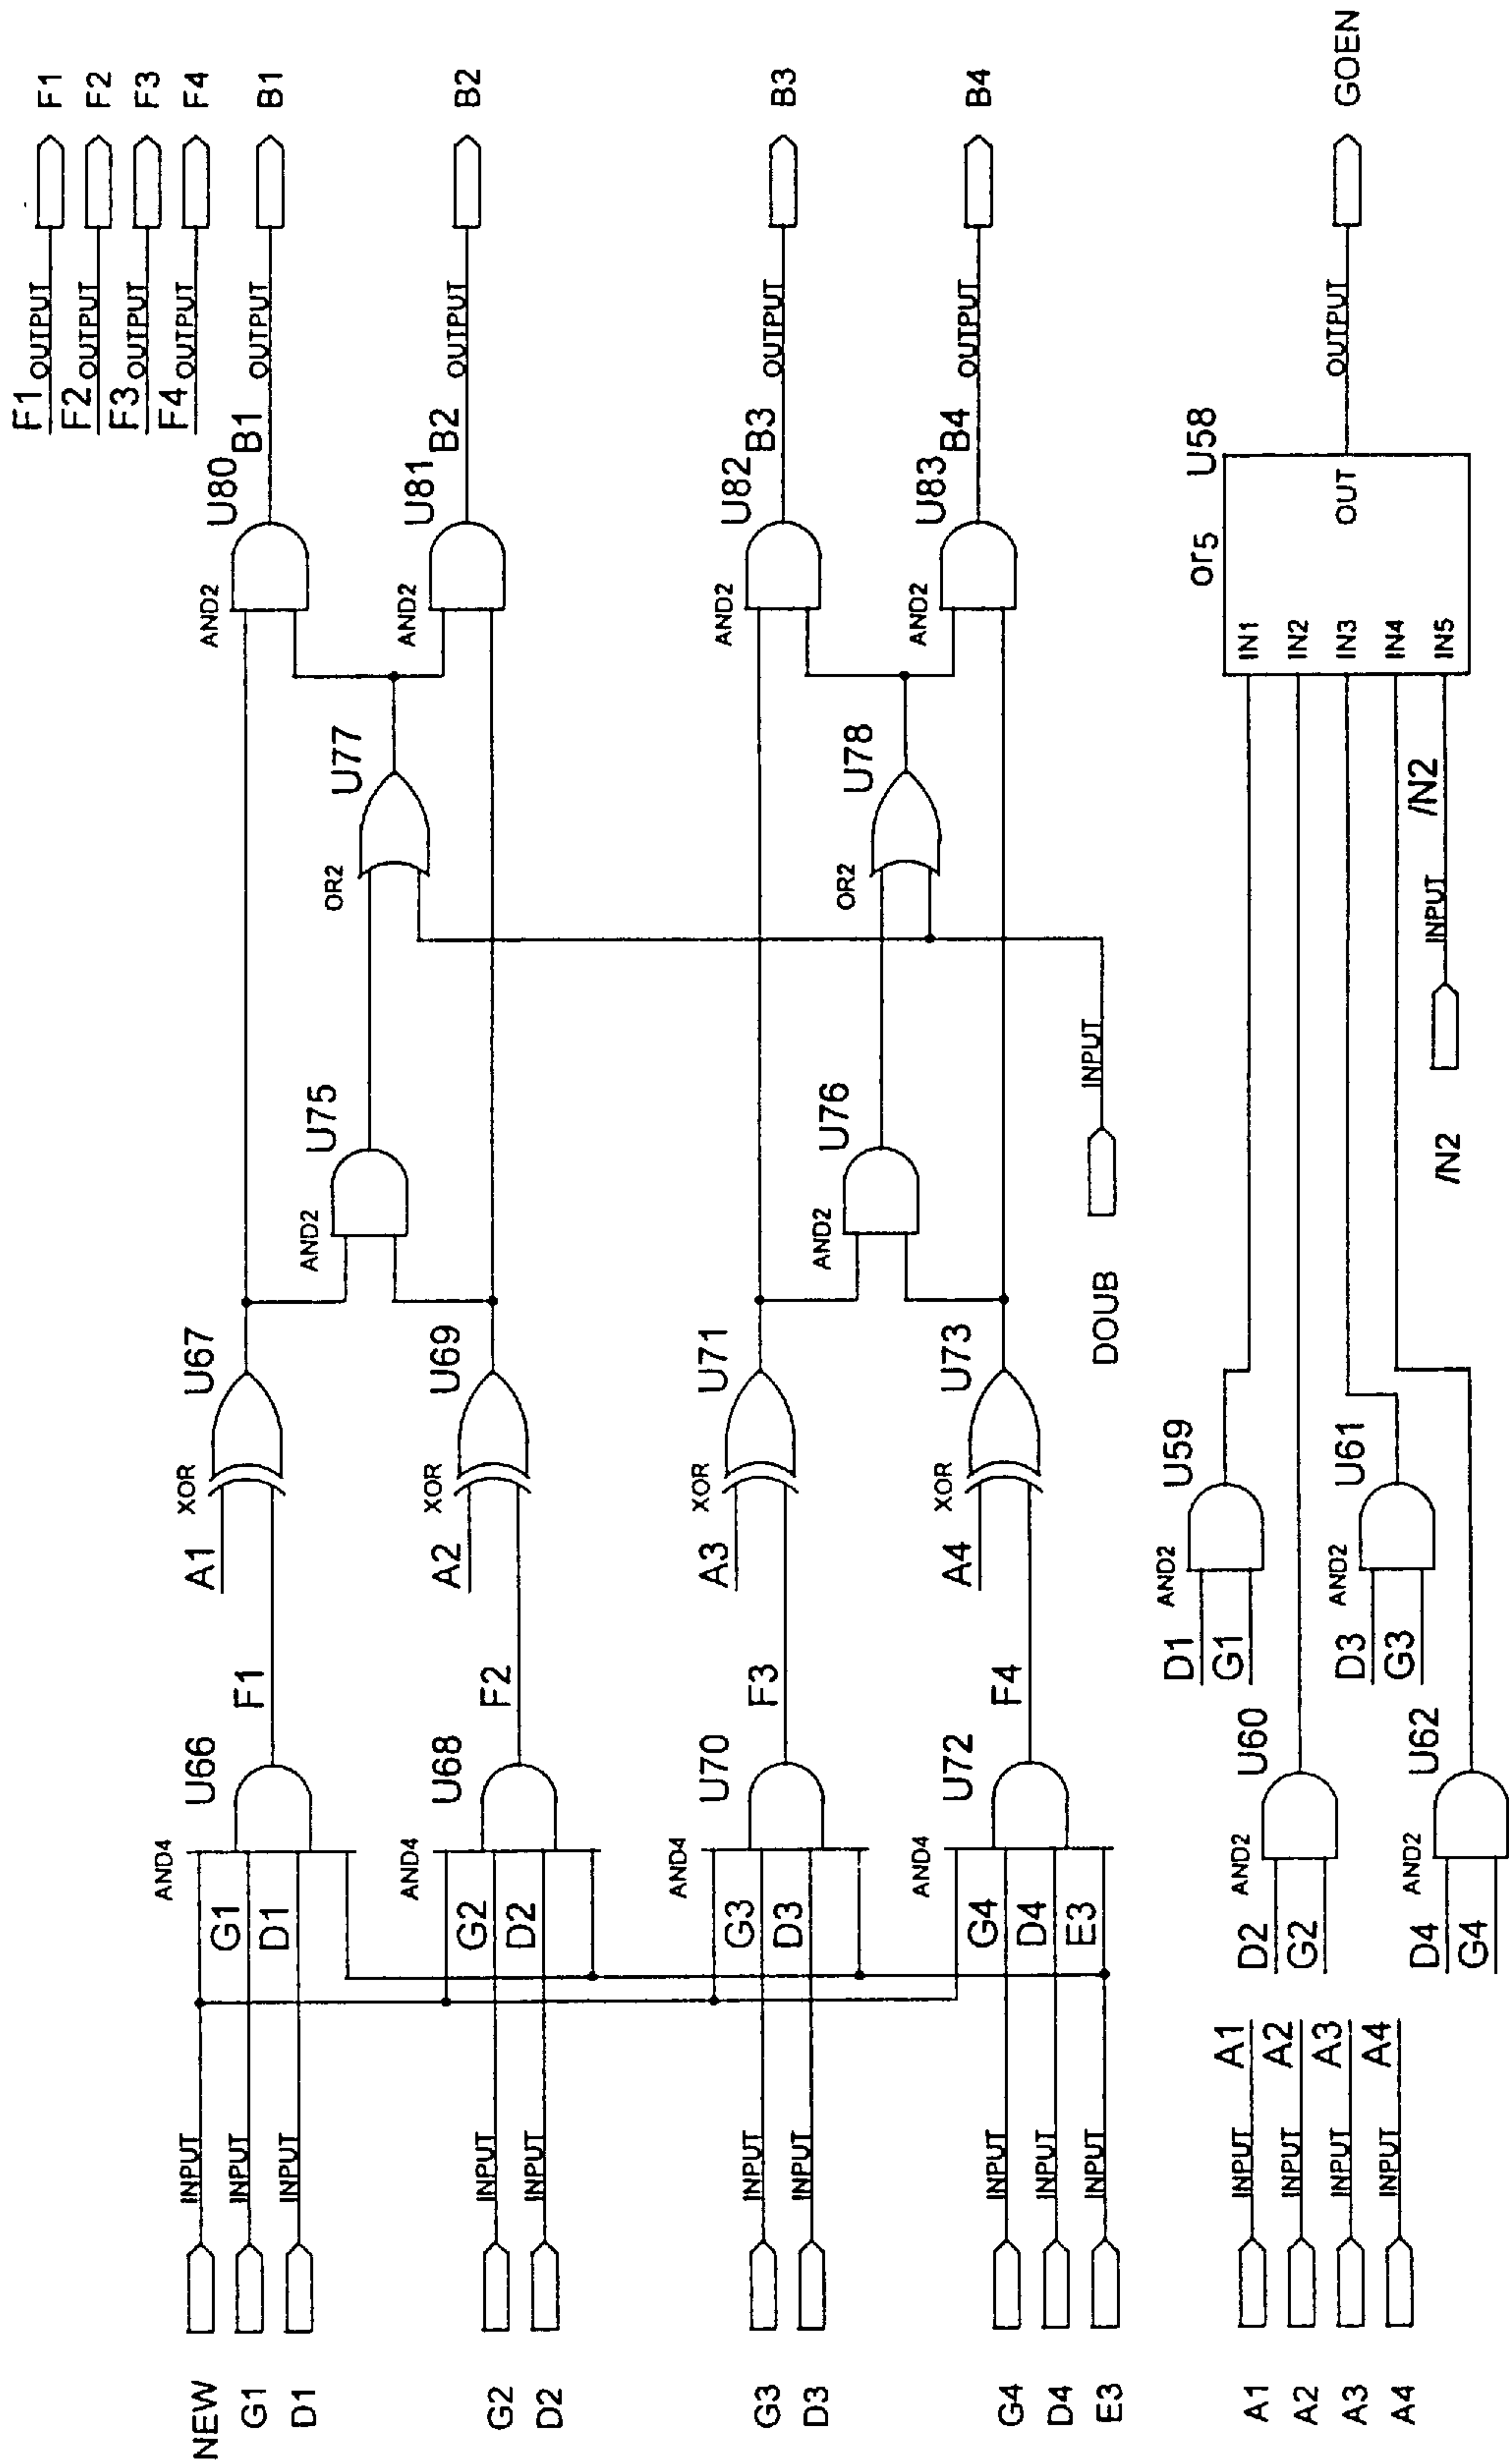 F1 OUTPUT F1
F2 OUTPUT F2
F3 OUTPUT F3
F4 OUTPUT F4
NEW INPUT
G1 INPUT G1
D1 INPUT D1
AND4 U66
F1
A1 XOR U67
AND2 U75
OR2 U77
AND2 U80
B1 OUTPUT B1
G2 INPUT G2
D2 INPUT D2
AND4 U68
F2
A2 XOR U69
AND2 U81
B2 OUTPUT B2
G3 INPUT G3
D3 INPUT D3
AND4 U70
F3
A3 XOR U71
AND2 U76
OR2 U78
AND2 U82
B3 OUTPUT B3
G4 INPUT G4
D4 INPUT D4
E3 INPUT E3
AND4 U72
F4
A4 XOR U73
AND2 U83
B4 OUTPUT B4
DOUB INPUT
A1 INPUT A1
A2 INPUT A2
A3 INPUT A3
A4 INPUT A4
D1 AND2 U59
G1
D2 AND2 U60
G2
D3 AND2 U61
G3
D4 AND2 U62
G4
/N2 INPUT /N2
or5 U58
IN1
IN2
IN3 OUT
IN4
IN5
OUTPUT GOEN